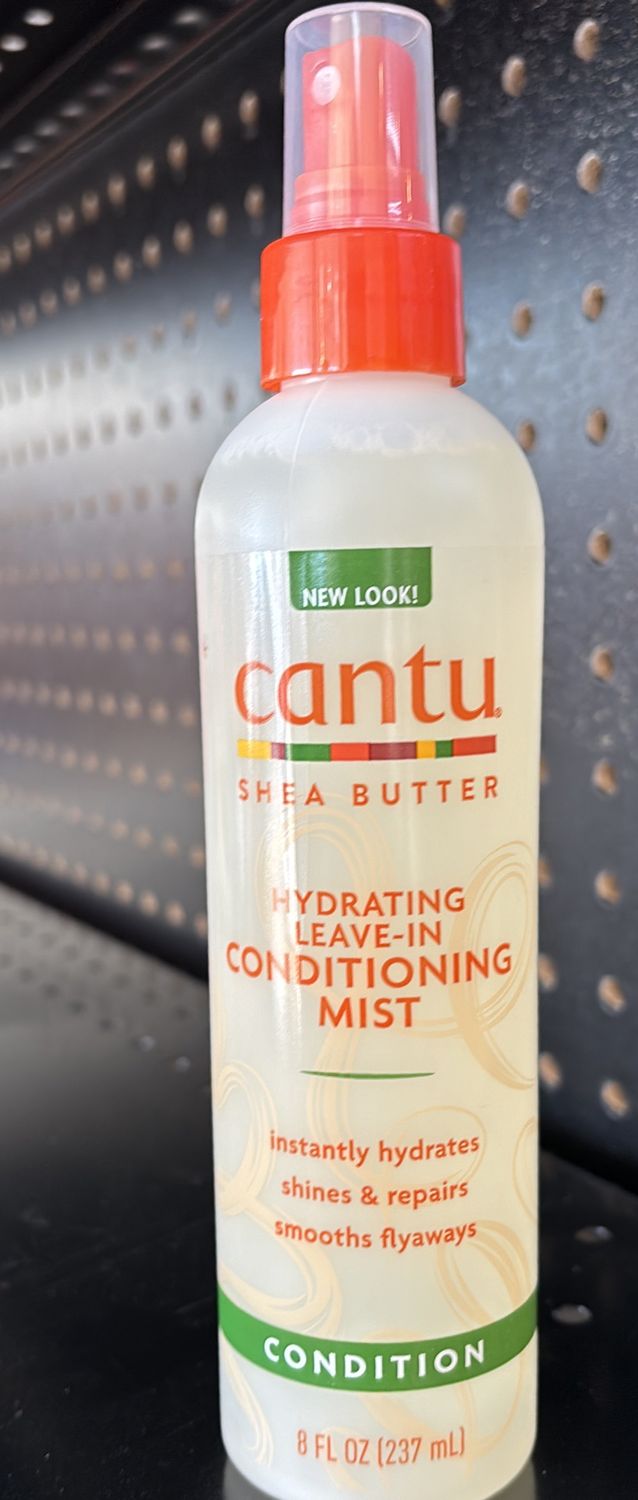 NEW LOOK!
cantu®
SHEA BUTTER
HYDRATING
LEAVE-IN
CONDITIONING
MIST
instantly hydrates
shines & repairs
smooths flyaways
CONDITION
8 FL OZ (237 mL)